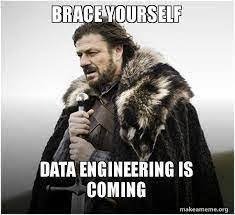 BRACE YOURSELF
DATA ENGINEERING IS
COMING
makeameme.org